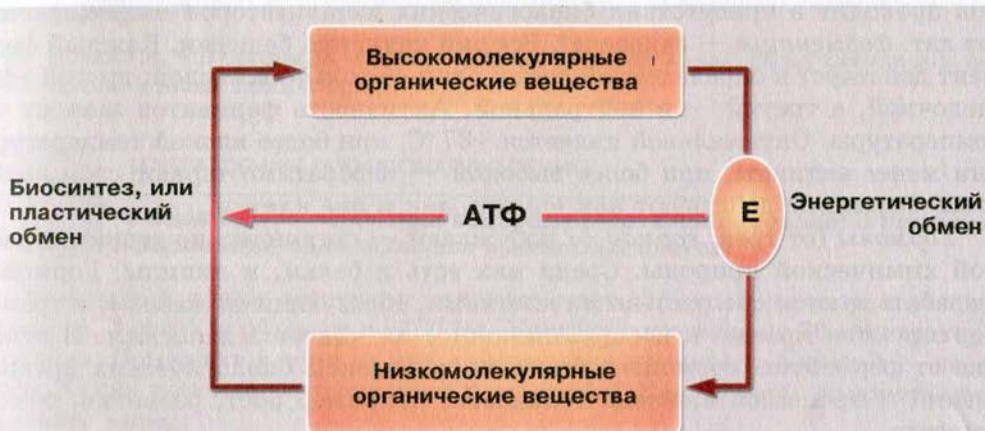 Высокомолекулярные
органические вещества
Биосинтез, или
пластический
обмен
АТФ
Е
Энергетический
обмен
Низкомолекулярные
органические вещества